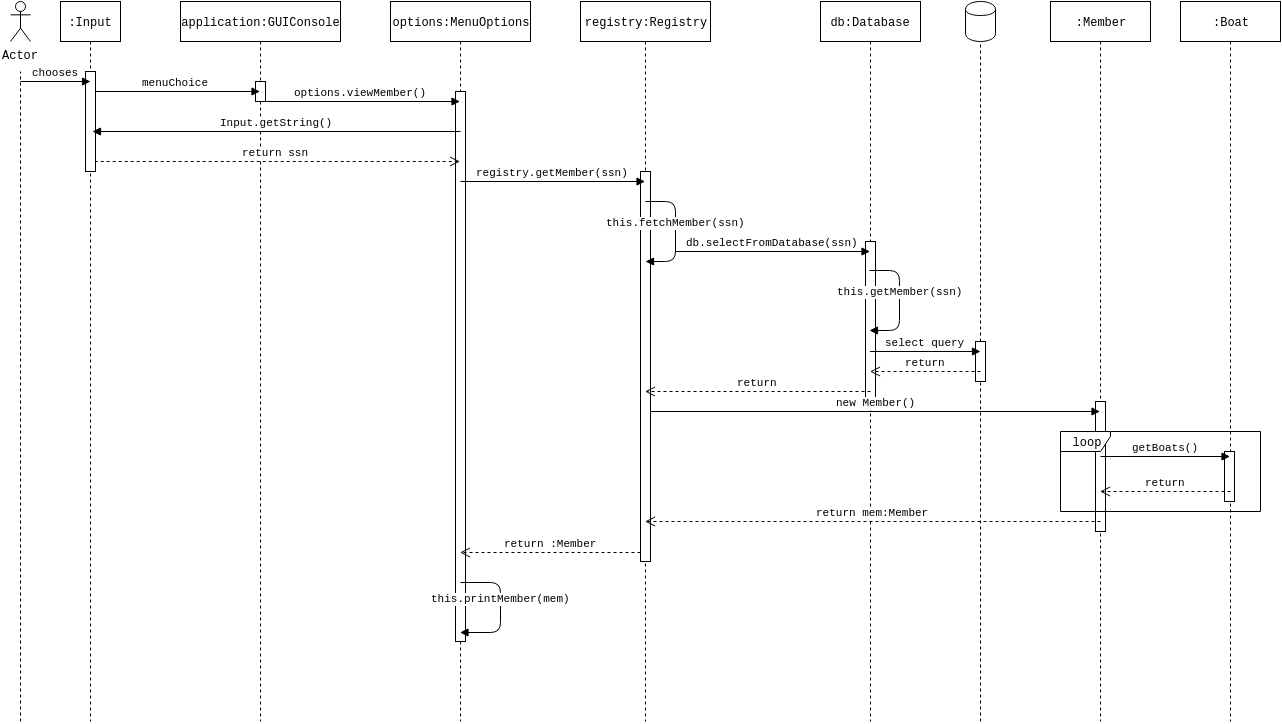 :Input
application:GUIConsole
options:MenuOptions
registry:Registry
db:Database
:Member
:Boat
Actor
chooses
menuChoice
options.viewMember()
Input.getString()
return ssn
registry.getMember(ssn)
this.fetchMember(ssn)
db.selectFromDatabase(ssn)
this.getMember(ssn)
select query
return
return
new Member()
loop
getBoats()
return
return mem:Member
return :Member
this.printMember(mem)